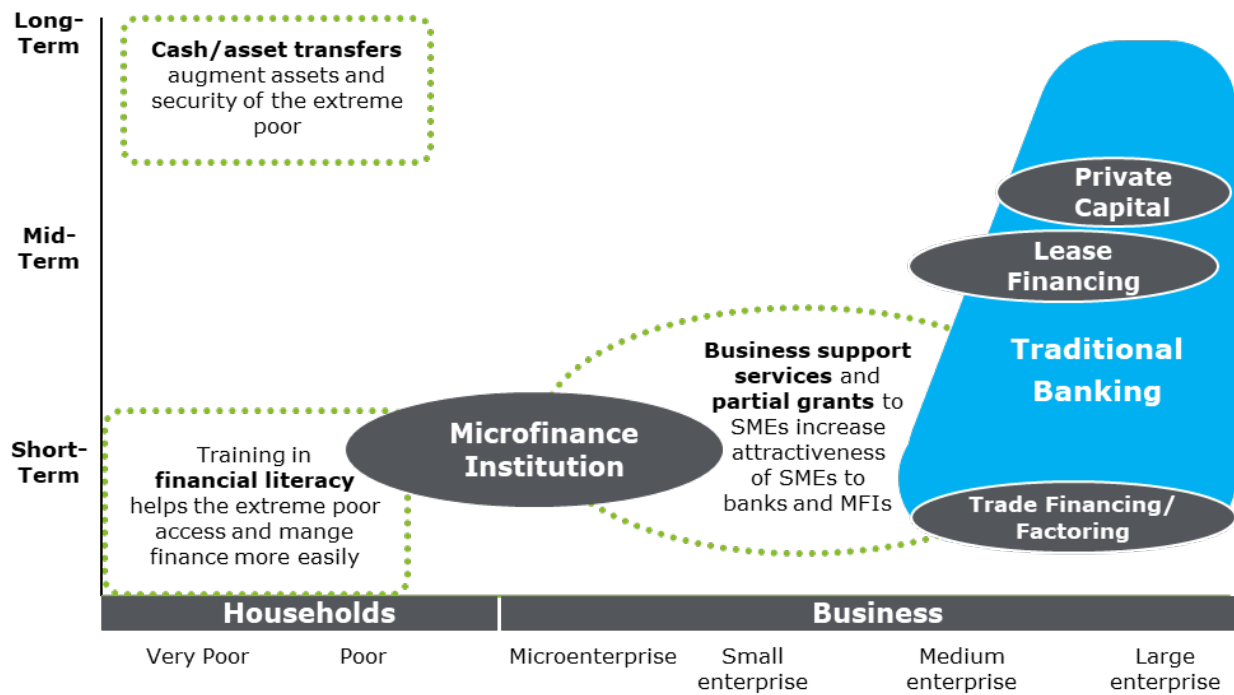 Long-
Term
Cash/asset transfers
augment assets and
security of the extreme
poor
Private
Capital
Mid-
Term
Lease
Financing
Traditional
Banking
Business support
services and
partial grants to
SMEs increase
attractiveness
of SMEs to
banks and MFIs
Microfinance
Institution
Short-
Term
Training in
financial literacy
helps the extreme poor
access and mange
finance more easily
Trade Financing/
Factoring
Households
Business
Very Poor
Poor
Microenterprise
Small
enterprise
Medium
enterprise
Large
enterprise